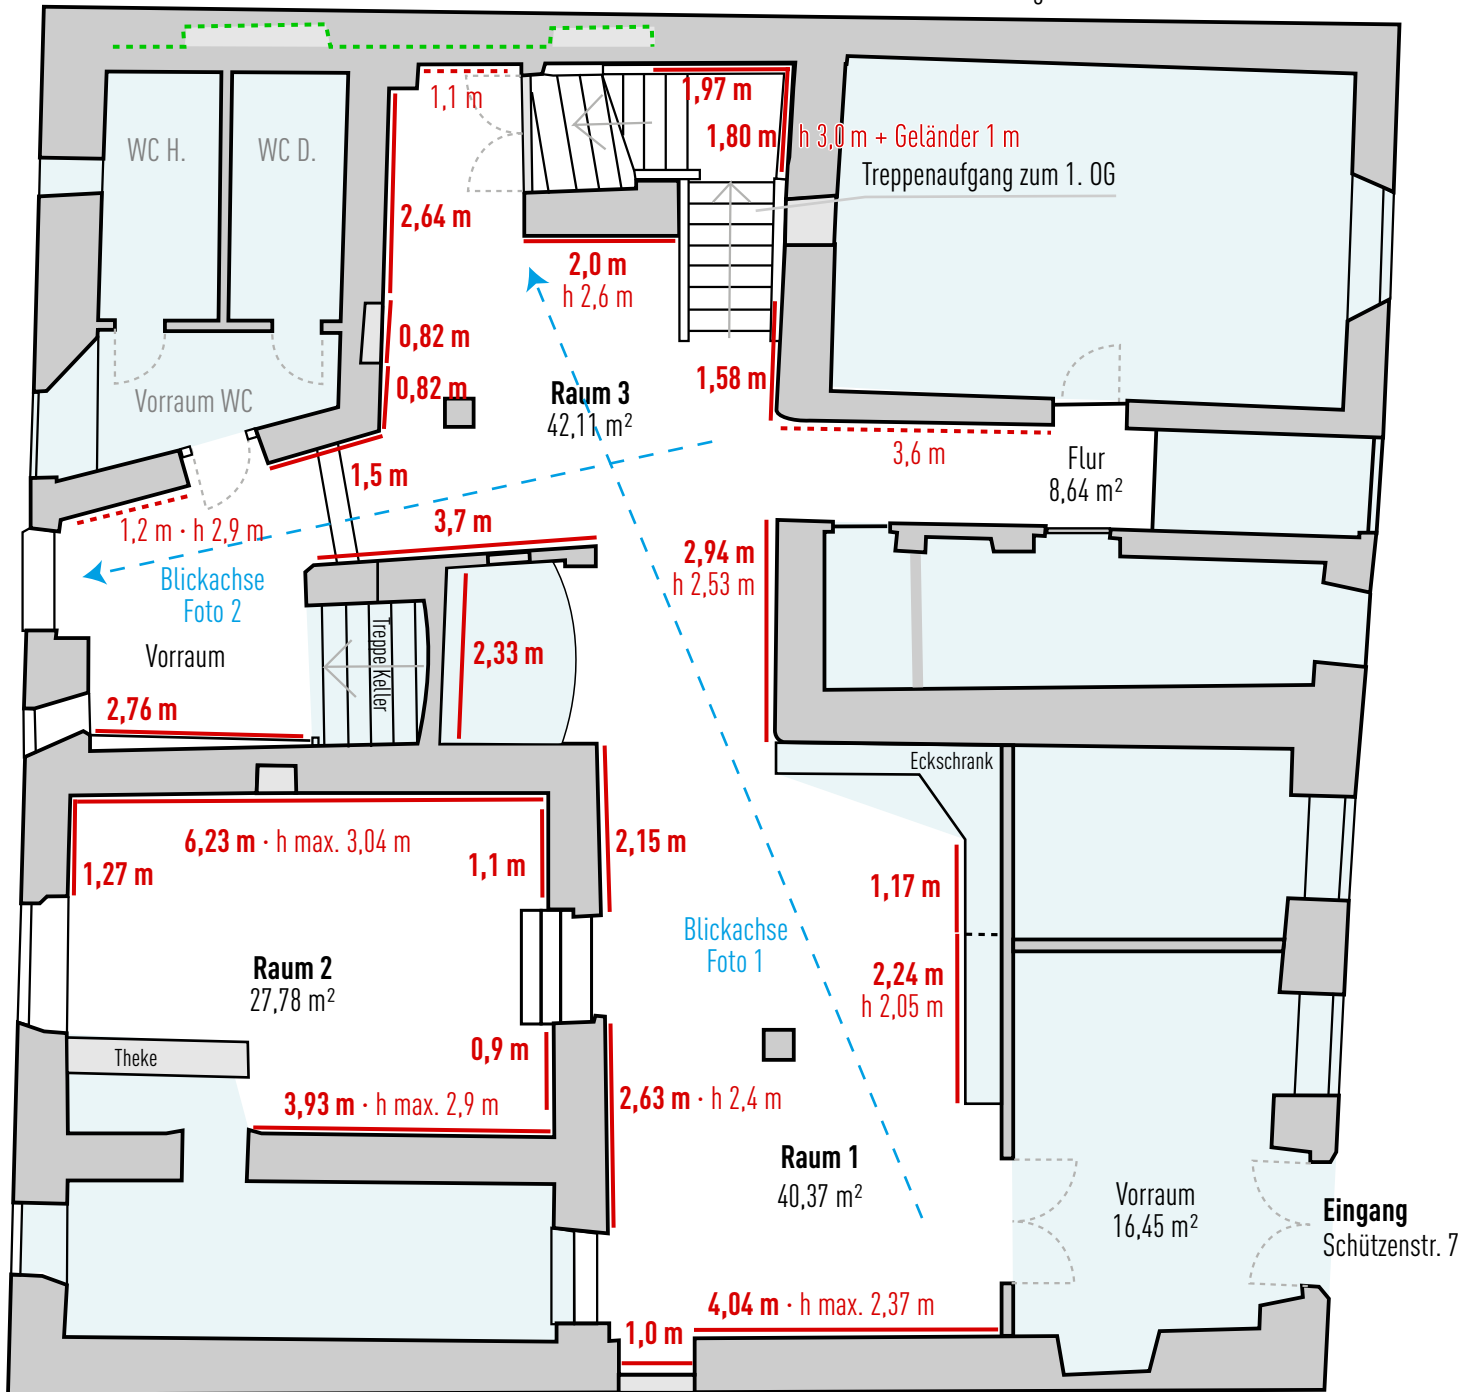 1,97 m
1,1 m
1,80 m
h 3,0 m + Geländer 1 m
WC H.
WC D.
Treppenaufgang zum 1. OG
2,64 m
2,0 m
h 2,6 m
0,82 m
0,82 m
1,58 m
Raum 3
42,11 m²
Vorraum WC
3,6 m
Flur
8,64 m²
1,5 m
3,7 m
1,2 m · h 2,9 m
2,94 m
h 2,53 m
Blickachse
Foto 2
Vorraum
Treppe Keller
2,33 m
2,76 m
Eckschrank
6,23 m · h max. 3,04 m
1,27 m
1,1 m
2,15 m
1,17 m
Blickachse
Foto 1
Raum 2
27,78 m²
2,24 m
h 2,05 m
Theke
0,9 m
3,93 m · h max. 2,9 m
2,63 m · h 2,4 m
Raum 1
40,37 m²
Vorraum
16,45 m²
Eingang
Schützenstr. 7
4,04 m · h max. 2,37 m
1,0 m